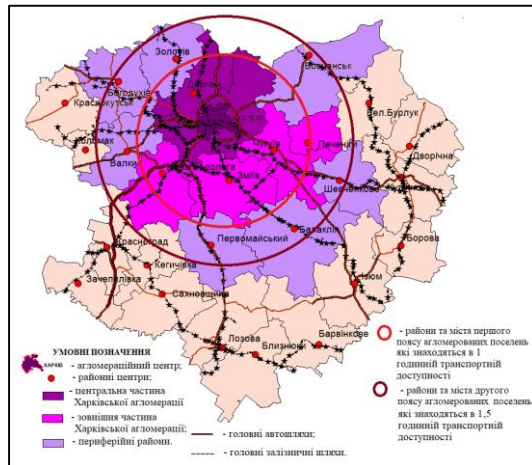 Золочів
Вовчанськ
Дергачі
Богодухів
Краснокутськ
Вел.Бурлук
Коломак
Чугуїв
Печеніги
Дворічна
Валки
Зміїв
Шевченкове
Балаклія
Борова
Первомайський
Красноград
Кегичівка
Ізюм
Зачепилівка
Сахновщина
Лозова
Близнюки
Барвінкове
УМОВНІ ПОЗНАЧЕННЯ
ХАРКІВ - агломераційний центр;
- районні центри;
- центральна частина
Харківської агломерації
- зовнішня частина
Харківської агломерації;
- периферійні райони.
- головні автошляхи;
- головні залізничні шляхи.
- райони та міста першого
поясу агломерованих поселень
які знаходяться в 1
годинній транспортній
доступності
- райони та міста другого
поясу агломерованих поселень
які знаходяться в 1,5
годинній транспортній
доступності